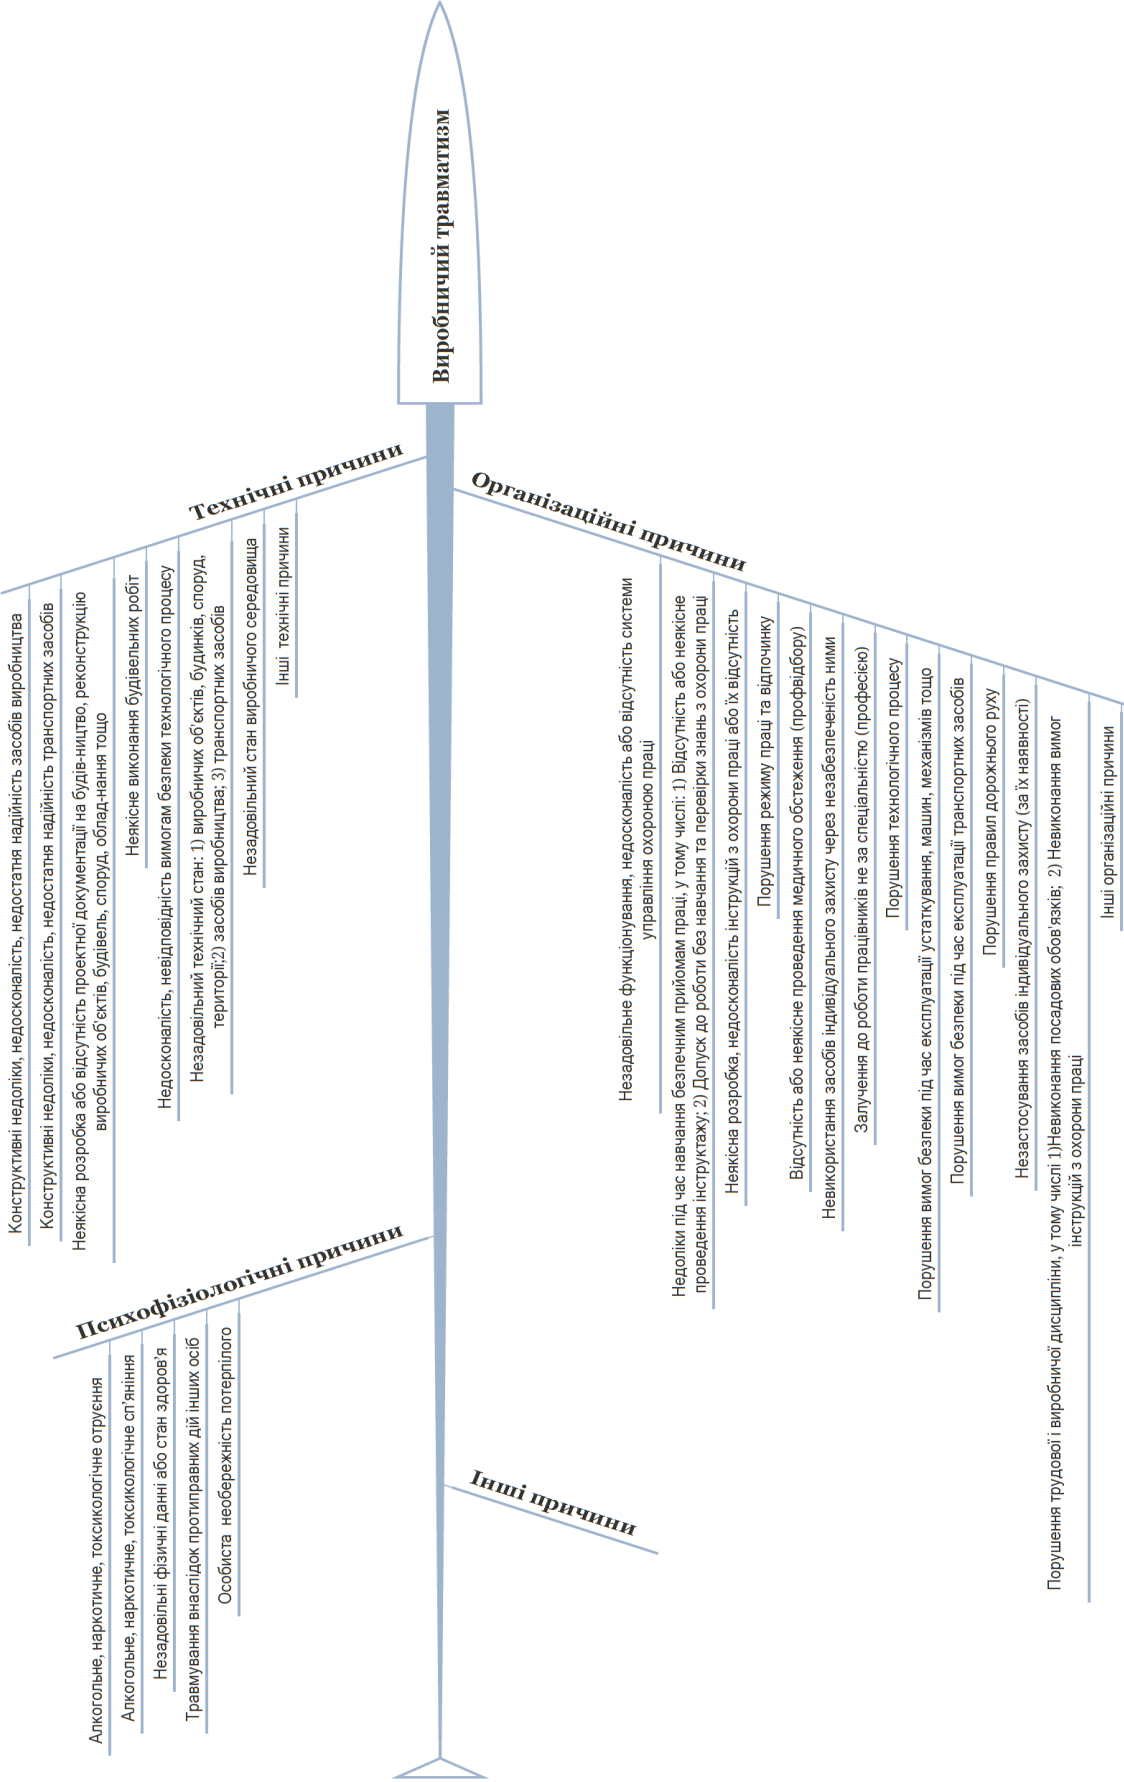 Виробничий травматизм
Технічні причини
Конструктивні недоліки, недосконалість, недостатня надійність засобів виробництва
Конструктивні недоліки, недосконалість, недостатня надійність транспортних засобів
Неякісна розробка або відсутність проектної документації на будів-ництво, реконструкцію
виробничих об'єктів, будівель, споруд, облад-нання тощо
Неякісне виконання будівельних робіт
Недосконалість, невідповідність вимогам безпеки технологічного процесу
Незадовільний технічний стан: 1) виробничих об'єктів, будинків, споруд,
території;2) засобів виробництва; 3) транспортних засобів
Незадовільний стан виробничого середовища
Інші технічні причини
Організаційні причини
Незадовільне функціонування, недосконалість або відсутність системи
управління охороною праці
Недоліки під час навчання безпечним прийомам праці, у тому числі: 1) Відсутність або неякісне
проведення інструктажу; 2) Допуск до роботи без навчання та перевірки знань з охорони праці
Неякісна розробка, недосконалість інструкцій з охорони праці або їх відсутність
Порушення режиму праці та відпочинку
Відсутність або неякісне проведення медичного обстеження (профвідбору)
Невикористання засобів індивідуального захисту через незабезпеченість ними
Залучення до роботи працівників не за спеціальністю (професією)
Порушення технологічного процесу
Порушення вимог безпеки під час експлуатації устаткування, машин, механізмів тощо
Порушення вимог безпеки під час експлуатації транспортних засобів
Порушення правил дорожнього руху
Незастосування засобів індивідуального захисту (за їх наявності)
Порушення трудової і виробничої дисципліни, у тому числі 1)Невиконання посадових обов'язків; 2) Невиконання вимог
інструкцій з охорони праці
Інші організаційні причини
Психофізіологічні причини
Алкогольне, наркотичне, токсикологічне отруєння
Алкогольне, наркотичне, токсикологічне сп'яніння
Незадовільні фізичні данні або стан здоров'я
Травмування внаслідок протиправних дій інших осіб
Особиста необережність потерпілого
Інші причини